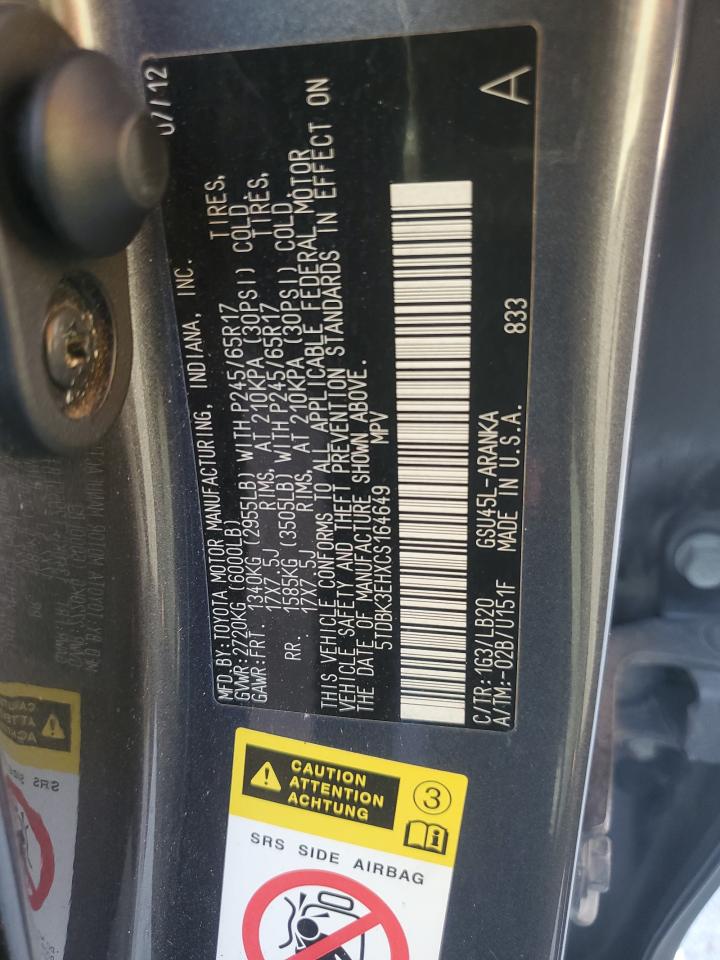 MFD.BY:TOYOTA MOTOR MANUFACTURING, INDIANA, INC. 07/12
GVWR:2720KG(6000LB)
GAWR:FRT. 1340KG (2955LB) WITH P245/65R17 TIRES,
17X7.5J RIMS, AT 210KPA (30PSI) COLD.
RR. 1585KG (3505LB) WITH P245/65R17 TIRES,
17X7.5J RIMS, AT 210KPA (30PSI) COLD.
THIS VEHICLE CONFORMS TO ALL APPLICABLE FEDERAL MOTOR
VEHICLE SAFETY AND THEFT PREVENTION STANDARDS IN EFFECT ON
THE DATE OF MANUFACTURE SHOWN ABOVE.
5TDBK3EHXCS164649 MPV
C/TR:1G3/LB20 GSU45L-ARANKA 833
A/TM:-02B/U151F MADE IN U.S.A.
A
CAUTION
ATTENTION
ACHTUNG
3
SRS SIDE AIRBAG